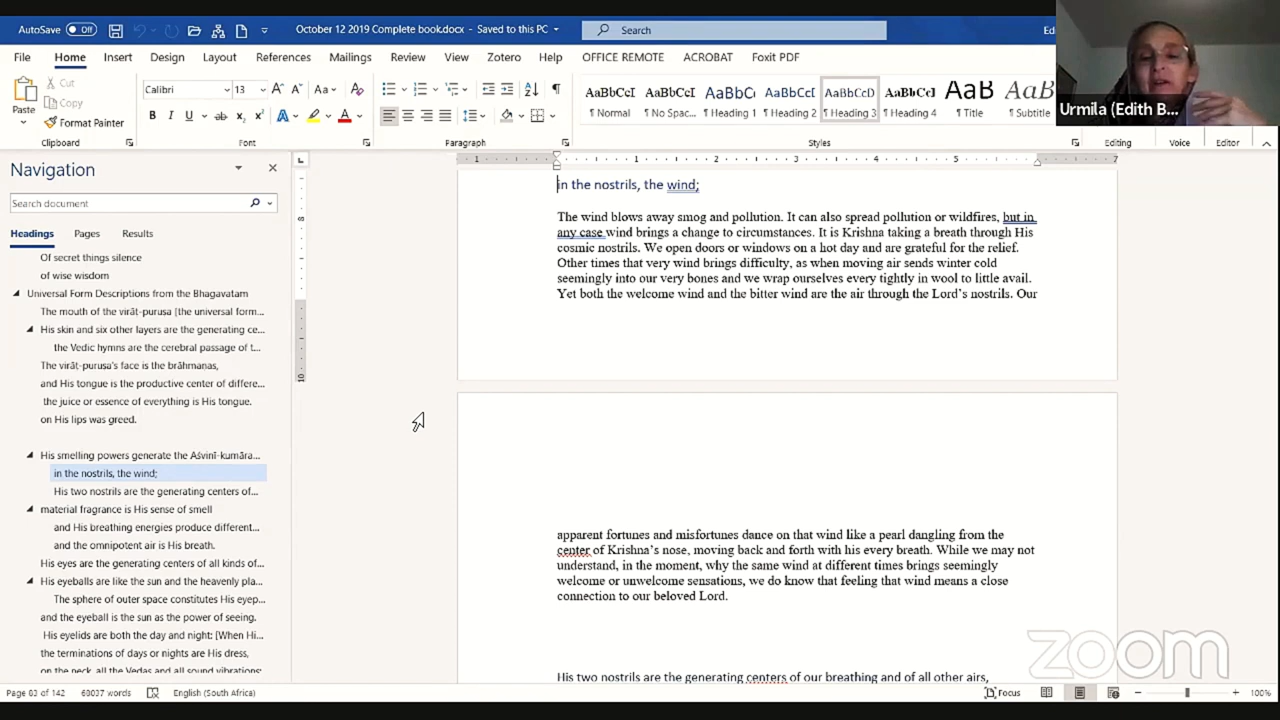 AutoSave Off
October 12 2019 Complete book.docx - Saved to this PC
Search
Ed
File Home Insert Design Layout References Mailings Review View Zotero Help OFFICE REMOTE ACROBAT Foxit PDF
Paste
Cut
Copy
Format Painter
Clipboard
Calibri 13
Font
Paragraph
AaBbCcI ¶ Normal
AaBbCcI ¶ No Spac...
AaBbCcI ¶ Heading 1
AaBbCcI ¶ Heading 2
AaBbCcD ¶ Heading 3
AaBbCcI ¶ Heading 4
AaB ¶ Title
AaB ¶ Subtitle
Styles
Editing Voice Editor
Urmila (Edith B...
Navigation
Search document
Headings Pages Results
Of secret things silence
of wise wisdom
Universal Form Descriptions from the Bhagavatam
The mouth of the virāṭ-purusa [the universal form...
His skin and six other layers are the generating ce...
the Vedic hymns are the cerebral passage of t...
The virāṭ-purusa's face is the brāhmaṇas,
and His tongue is the productive center of differe...
the juice or essence of everything is His tongue.
on His lips was greed.
His smelling powers generate the Aśvinī-kumāra...
in the nostrils, the wind;
His two nostrils are the generating centers of...
material fragrance is His sense of smell
and His breathing energies produce different...
and the omnipotent air is His breath.
His eyes are the generating centers of all kinds of...
His eyeballs are like the sun and the heavenly pla...
The sphere of outer space constitutes His eyep...
and the eyeball is the sun as the power of seeing.
His eyelids are both the day and night: [When Hi...
the terminations of days or nights are His dress,
on the neck, all the Vedas and all sound vibrations;
in the nostrils, the wind;
The wind blows away smog and pollution. It can also spread pollution or wildfires, but in
any case wind brings a change to circumstances. It is Krishna taking a breath through His
cosmic nostrils. We open doors or windows on a hot day and are grateful for the relief.
Other times that very wind brings difficulty, as when moving air sends winter cold
seemingly into our very bones and we wrap ourselves every tightly in wool to little avail.
Yet both the welcome wind and the bitter wind are the air through the Lord's nostrils. Our
apparent fortunes and misfortunes dance on that wind like a pearl dangling from the
center of Krishna's nose, moving back and forth with his every breath. While we may not
understand, in the moment, why the same wind at different times brings seemingly
welcome or unwelcome sensations, we do know that feeling that wind means a close
connection to our beloved Lord.
His two nostrils are the generating centers of our breathing and of all other airs,
zoom
Page 63 of 142 60037 words English (South Africa) Focus 100%